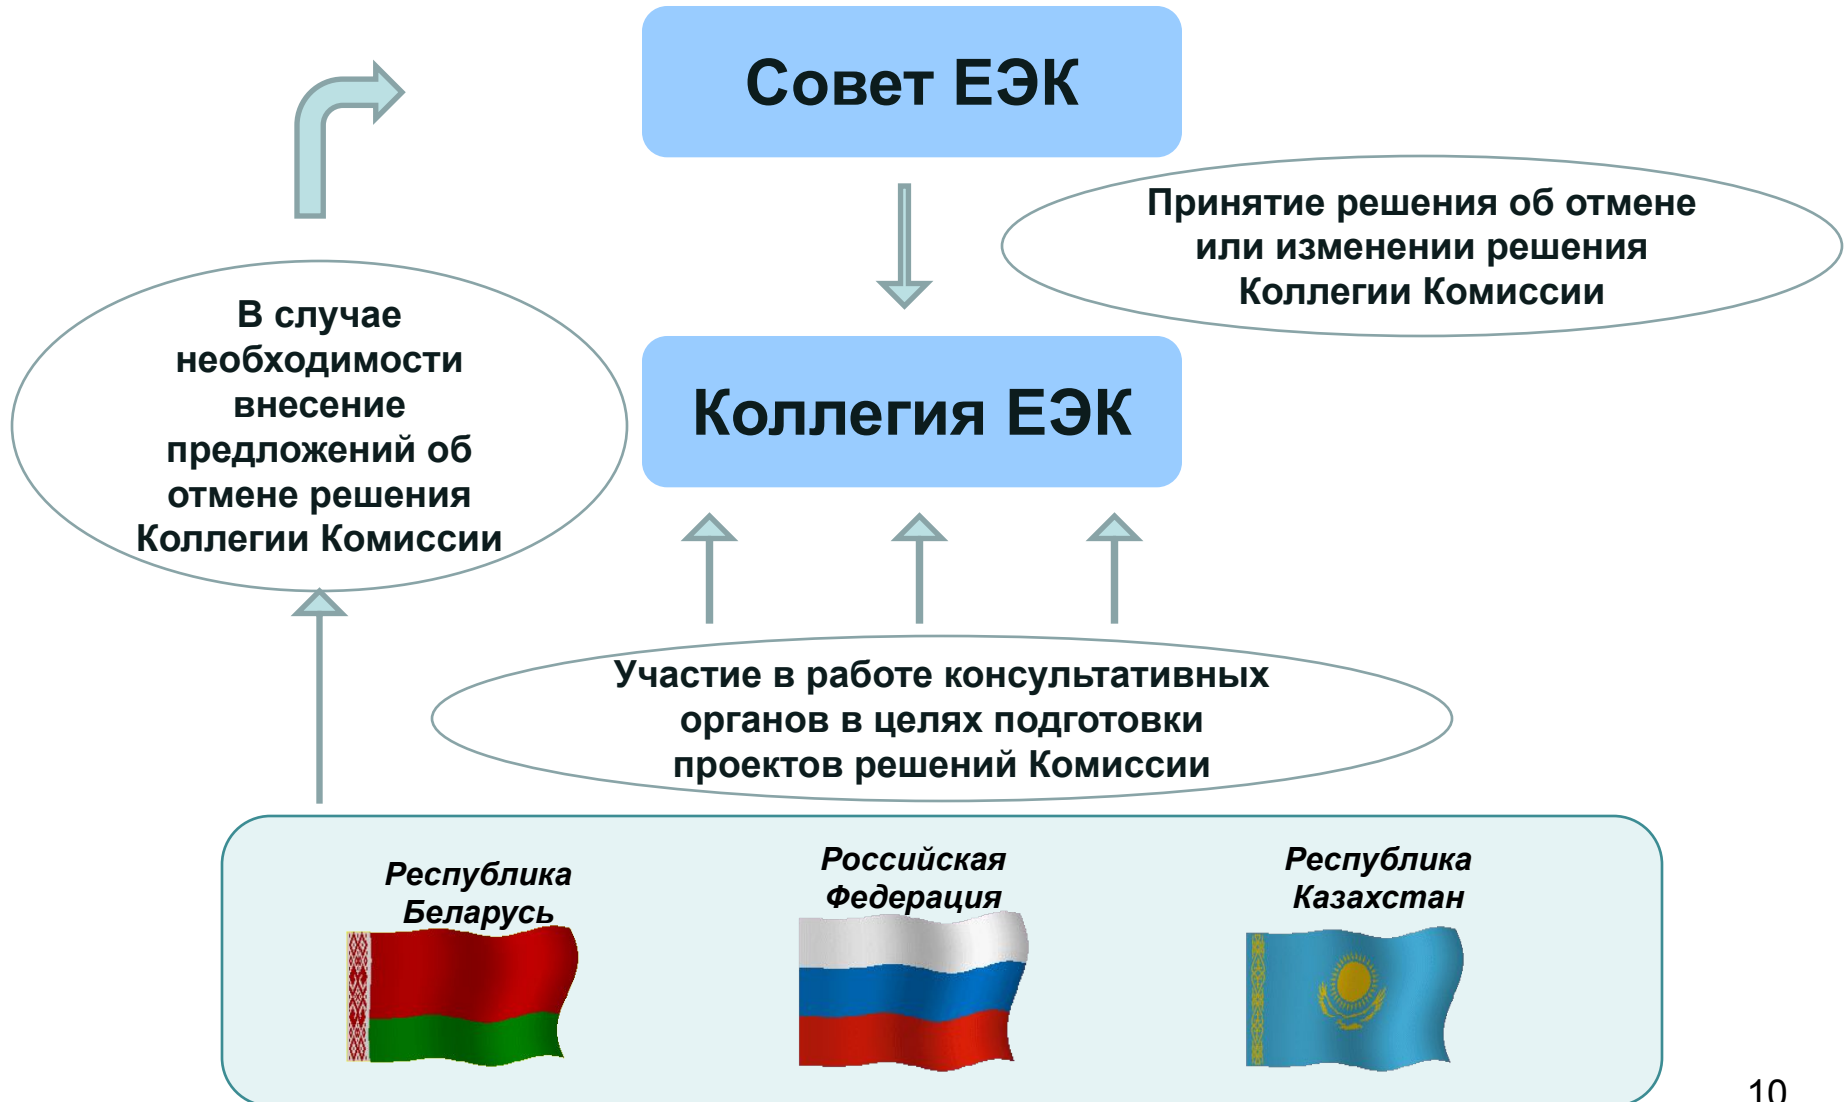 Совет ЕЭК
Принятие решения об отмене
или изменении решения
Коллегии Комиссии
В случае
необходимости
внесение
предложений об
отмене решения
Коллегии Комиссии
Коллегия ЕЭК
Участие в работе консультативных
органов в целях подготовки
проектов решений Комиссии
Республика
Беларусь
Российская
Федерация
Республика
Казахстан
10